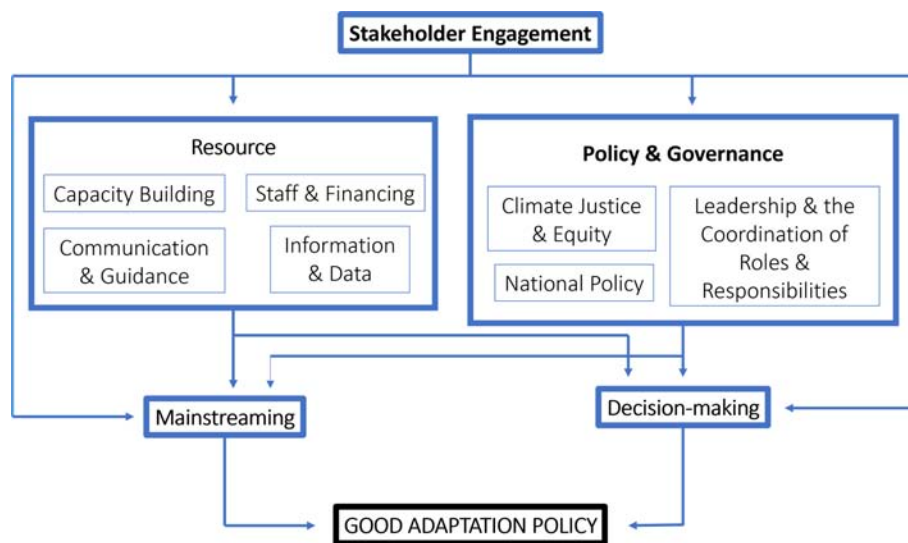 Stakeholder Engagement
Resource
Capacity Building
Staff & Financing
Communication
& Guidance
Information
& Data
Policy & Governance
Climate Justice
& Equity
National Policy
Leadership & the
Coordination of
Roles &
Responsibilities
Mainstreaming
Decision-making
GOOD ADAPTATION POLICY